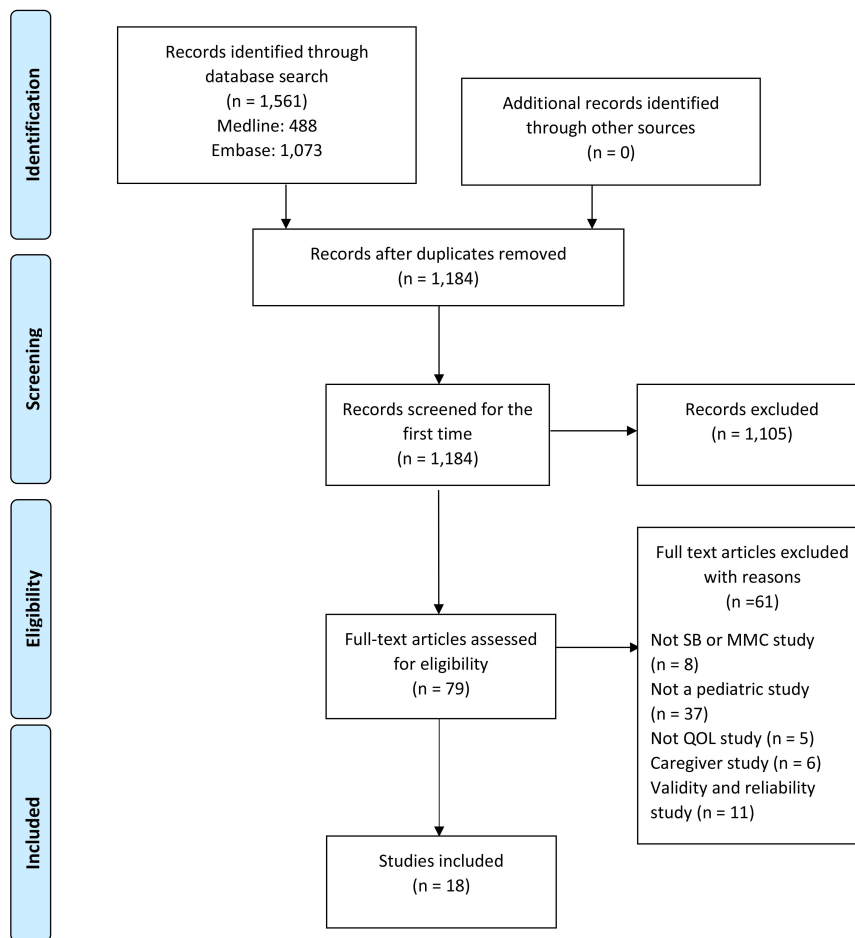 Identification
Records identified through
database search
(n = 1,561)
Medline: 488
Embase: 1,073
Additional records identified
through other sources
(n = 0)
Records after duplicates removed
(n = 1,184)
Screening
Records screened for the
first time
(n = 1,184)
Records excluded
(n = 1,105)
Eligibility
Full-text articles assessed
for eligibility
(n = 79)
Full text articles excluded
with reasons
(n =61)
Not SB or MMC study
(n = 8)
Not a pediatric study
(n = 37)
Not QOL study (n = 5)
Caregiver study (n = 6)
Validity and reliability
study (n = 11)
Included
Studies included
(n = 18)